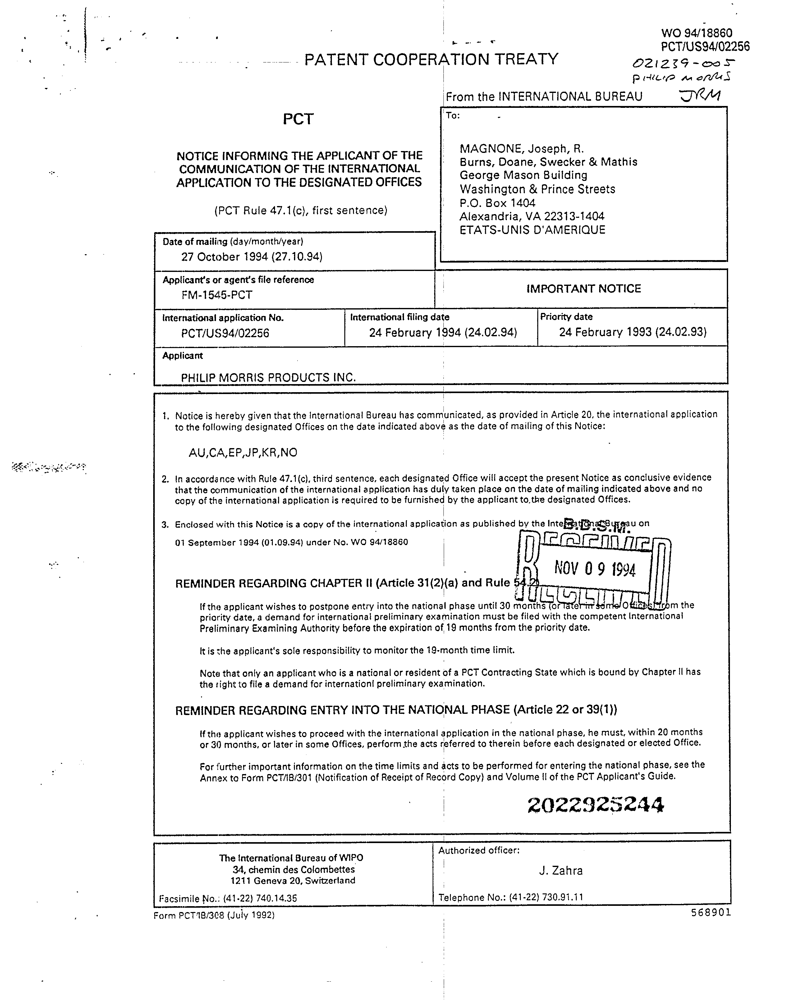 WO 94/18860
PCT/US94/02256
PATENT COOPERATION TREATY
021239-005
PHILIP MORRIS
From the INTERNATIONAL BUREAU
JRM
PCT
NOTICE INFORMING THE APPLICANT OF THE
COMMUNICATION OF THE INTERNATIONAL
APPLICATION TO THE DESIGNATED OFFICES
(PCT Rule 47.1(c), first sentence)
To:
MAGNONE, Joseph, R.
Burns, Doane, Swecker & Mathis
George Mason Building
Washington & Prince Streets
P.O. Box 1404
Alexandria, VA 22313-1404
ETATS-UNIS D'AMERIQUE
Date of mailing (day/month/year)
27 October 1994 (27.10.94)
Applicant's or agent's file reference
FM-1545-PCT
IMPORTANT NOTICE
International application No.
PCT/US94/02256
International filing date
24 February 1994 (24.02.94)
Priority date
24 February 1993 (24.02.93)
Applicant
PHILIP MORRIS PRODUCTS INC.
1. Notice is hereby given that the International Bureau has communicated, as provided in Article 20, the international application
to the following designated Offices on the date indicated above as the date of mailing of this Notice:
AU,CA,EP,JP,KR,NO
2. In accordance with Rule 47.1(c), third sentence, each designated Office will accept the present Notice as conclusive evidence
that the communication of the international application has duly taken place on the date of mailing indicated above and no
copy of the international application is required to be furnished by the applicant to the designated Offices.
3. Enclosed with this Notice is a copy of the international application as published by the International Bureau on
01 September 1994 (01.09.94) under No. WO 94/18860
B.D.S.M.
NOV 09 1994
REMINDER REGARDING CHAPTER II (Article 31(2)(a) and Rule 54.2)
If the applicant wishes to postpone entry into the national phase until 30 months (or later in some Offices) from the
priority date, a demand for international preliminary examination must be filed with the competent International
Preliminary Examining Authority before the expiration of 19 months from the priority date.
It is the applicant's sole responsibility to monitor the 19-month time limit.
Note that only an applicant who is a national or resident of a PCT Contracting State which is bound by Chapter II has
the right to file a demand for internationl preliminary examination.
REMINDER REGARDING ENTRY INTO THE NATIONAL PHASE (Article 22 or 39(1))
If the applicant wishes to proceed with the international application in the national phase, he must, within 20 months
or 30 months, or later in some Offices, perform the acts referred to therein before each designated or elected Office.
For further important information on the time limits and acts to be performed for entering the national phase, see the
Annex to Form PCT/IB/301 (Notification of Receipt of Record Copy) and Volume II of the PCT Applicant's Guide.
2022925244
The International Bureau of WIPO
34, chemin des Colombettes
1211 Geneva 20, Switzerland
Facsimile No.: (41-22) 740.14.35
Authorized officer:
J. Zahra
Telephone No.: (41-22) 730.91.11
Form PCT/IB/308 (July 1992)
568901